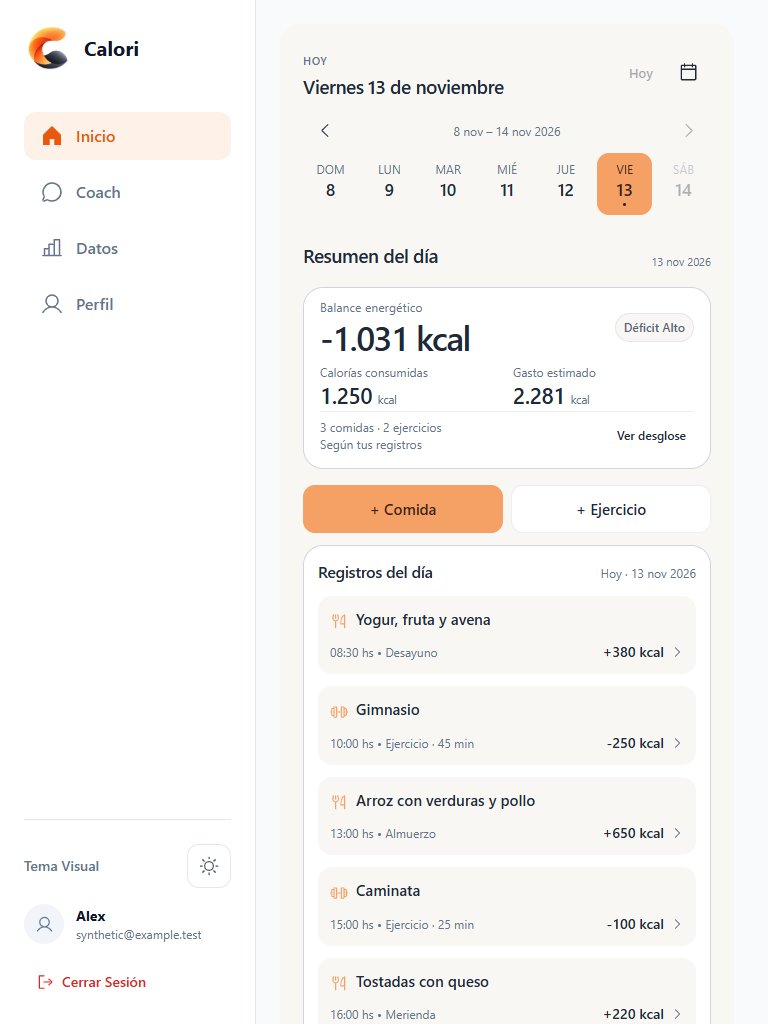 Calori
Inicio
Coach
Datos
Perfil
Tema Visual
Alex
synthetic@example.test
Cerrar Sesión
HOY
Viernes 13 de noviembre
Hoy
8 nov – 14 nov 2026
DOM LUN MAR MIÉ JUE VIE SÁB
8 9 10 11 12 13 14
Resumen del día
13 nov 2026
Balance energético
-1.031 kcal
Déficit Alto
Calorías consumidas
1.250 kcal
Gasto estimado
2.281 kcal
3 comidas · 2 ejercicios
Según tus registros
Ver desglose
+ Comida
+ Ejercicio
Registros del día
Hoy · 13 nov 2026
Yogur, fruta y avena
08:30 hs • Desayuno
+380 kcal
Gimnasio
10:00 hs • Ejercicio · 45 min
-250 kcal
Arroz con verduras y pollo
13:00 hs • Almuerzo
+650 kcal
Caminata
15:00 hs • Ejercicio · 25 min
-100 kcal
Tostadas con queso
16:00 hs • Merienda
+220 kcal